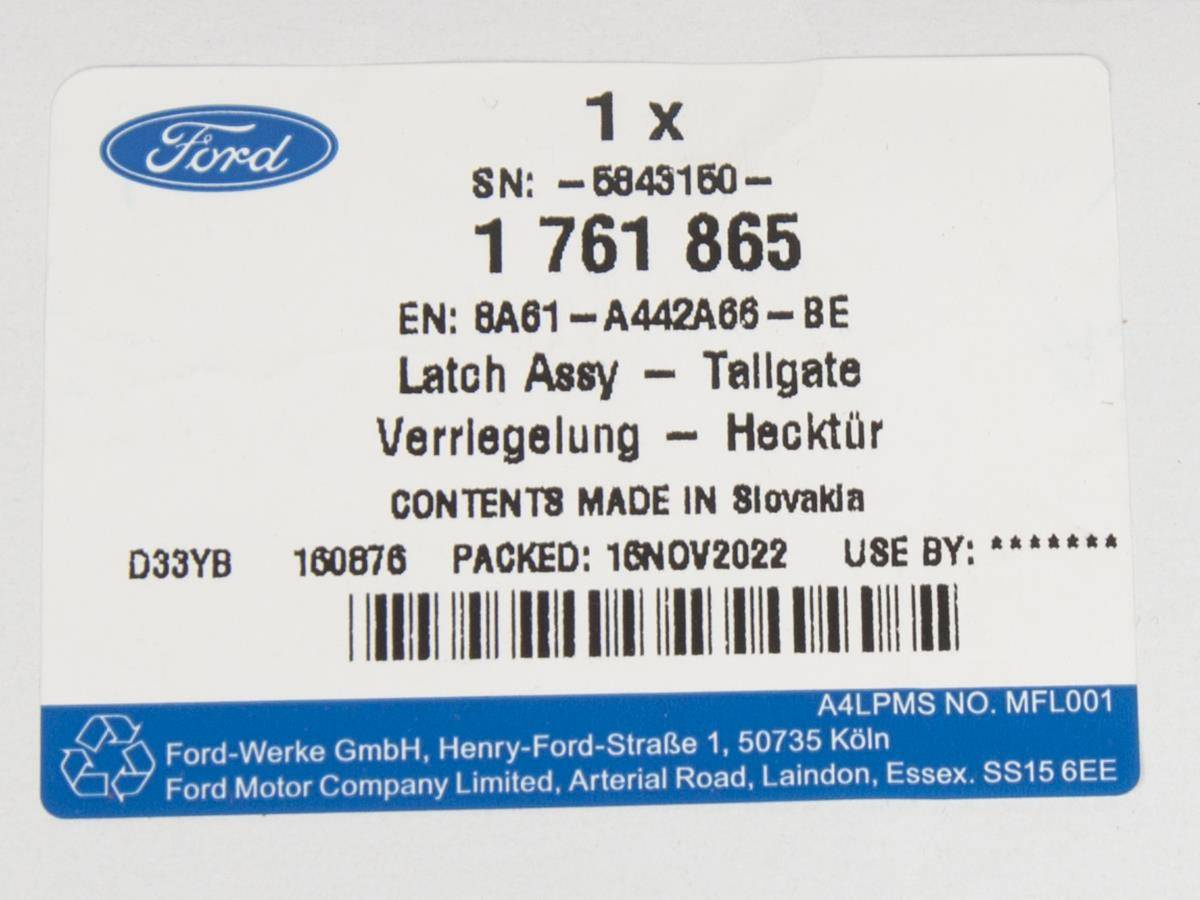 Ford
1 x
SN: -5843150-
1 761 865
EN: 8A61-A442A66-BE
Latch Assy - Tailgate
Verriegelung - Hecktür
CONTENTS MADE IN Slovakia
D33YB 150876 PACKED: 16NOV2022 USE BY: *******
A4LPMS NO. MFL001
Ford-Werke GmbH, Henry-Ford-Straße 1, 50735 Köln
Ford Motor Company Limited, Arterial Road, Laindon, Essex. SS15 6EE